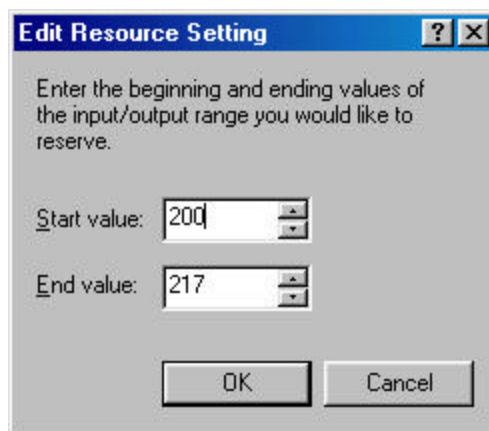 Edit Resource Setting
Enter the beginning and ending values of
the input/output range you would like to
reserve.
Start value: 200
End value: 217
OK Cancel